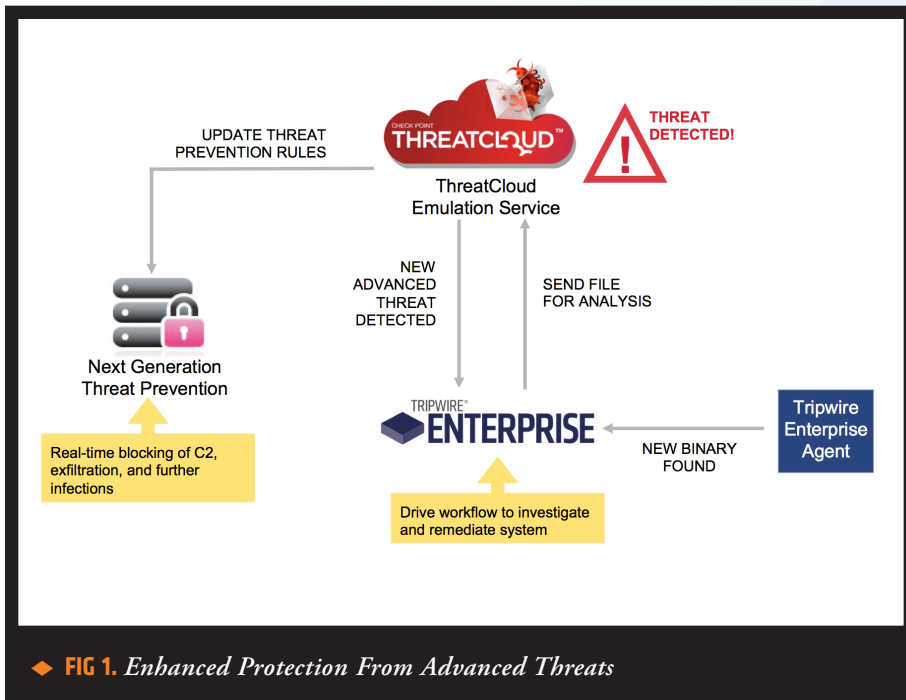 CHECK POINT
THREATCLOUD™
THREAT
DETECTED!
UPDATE THREAT
PREVENTION RULES
ThreatCloud
Emulation Service
NEW
ADVANCED
THREAT
DETECTED
SEND FILE
FOR ANALYSIS
Next Generation
Threat Prevention
Real-time blocking of C2,
exfiltration, and further
infections
TRIPWIRE®
ENTERPRISE
NEW BINARY
FOUND
Tripwire
Enterprise
Agent
Drive workflow to investigate
and remediate system
FIG 1. Enhanced Protection From Advanced Threats